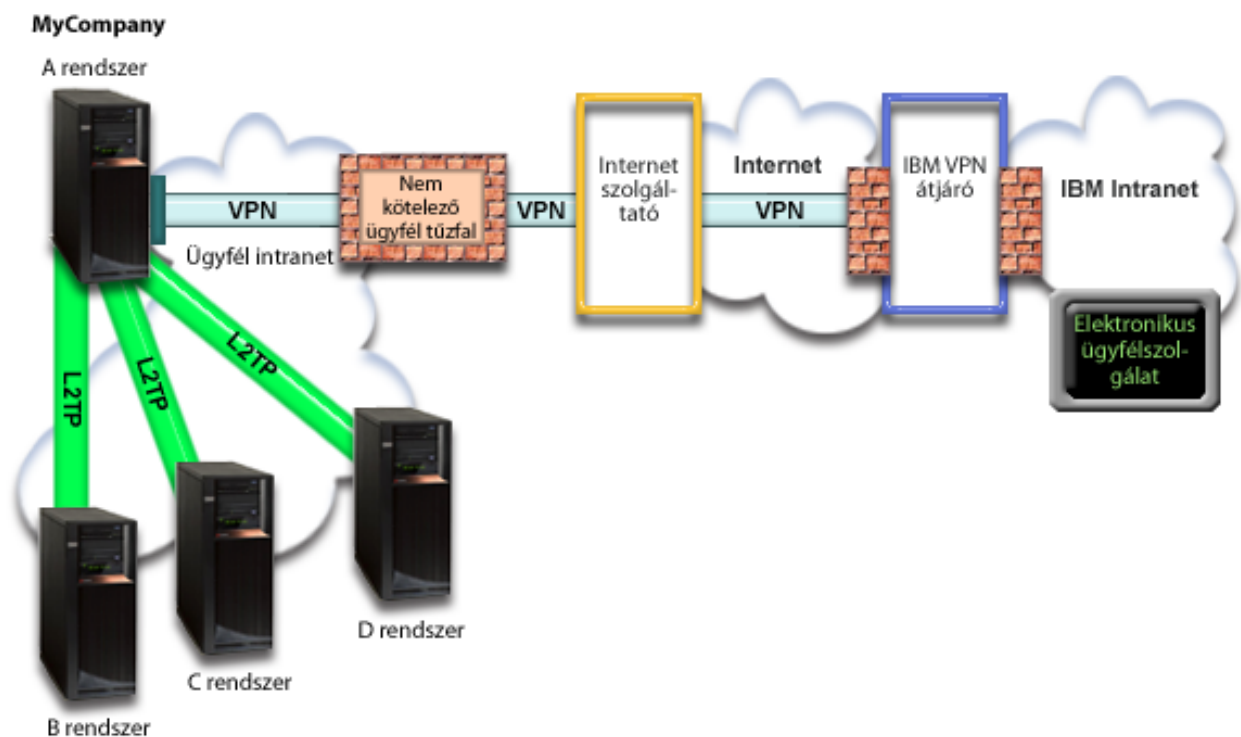 MyCompany
A rendszer
VPN
Ügyfél intranet
Nem
kötelező
ügyfél tűzfal
VPN
Internet
szolgál-
tató
Internet
VPN
IBM VPN
átjáró
IBM Intranet
Elektronikus
ügyfélszol-
gálat
L2TP
L2TP
L2TP
D rendszer
C rendszer
B rendszer